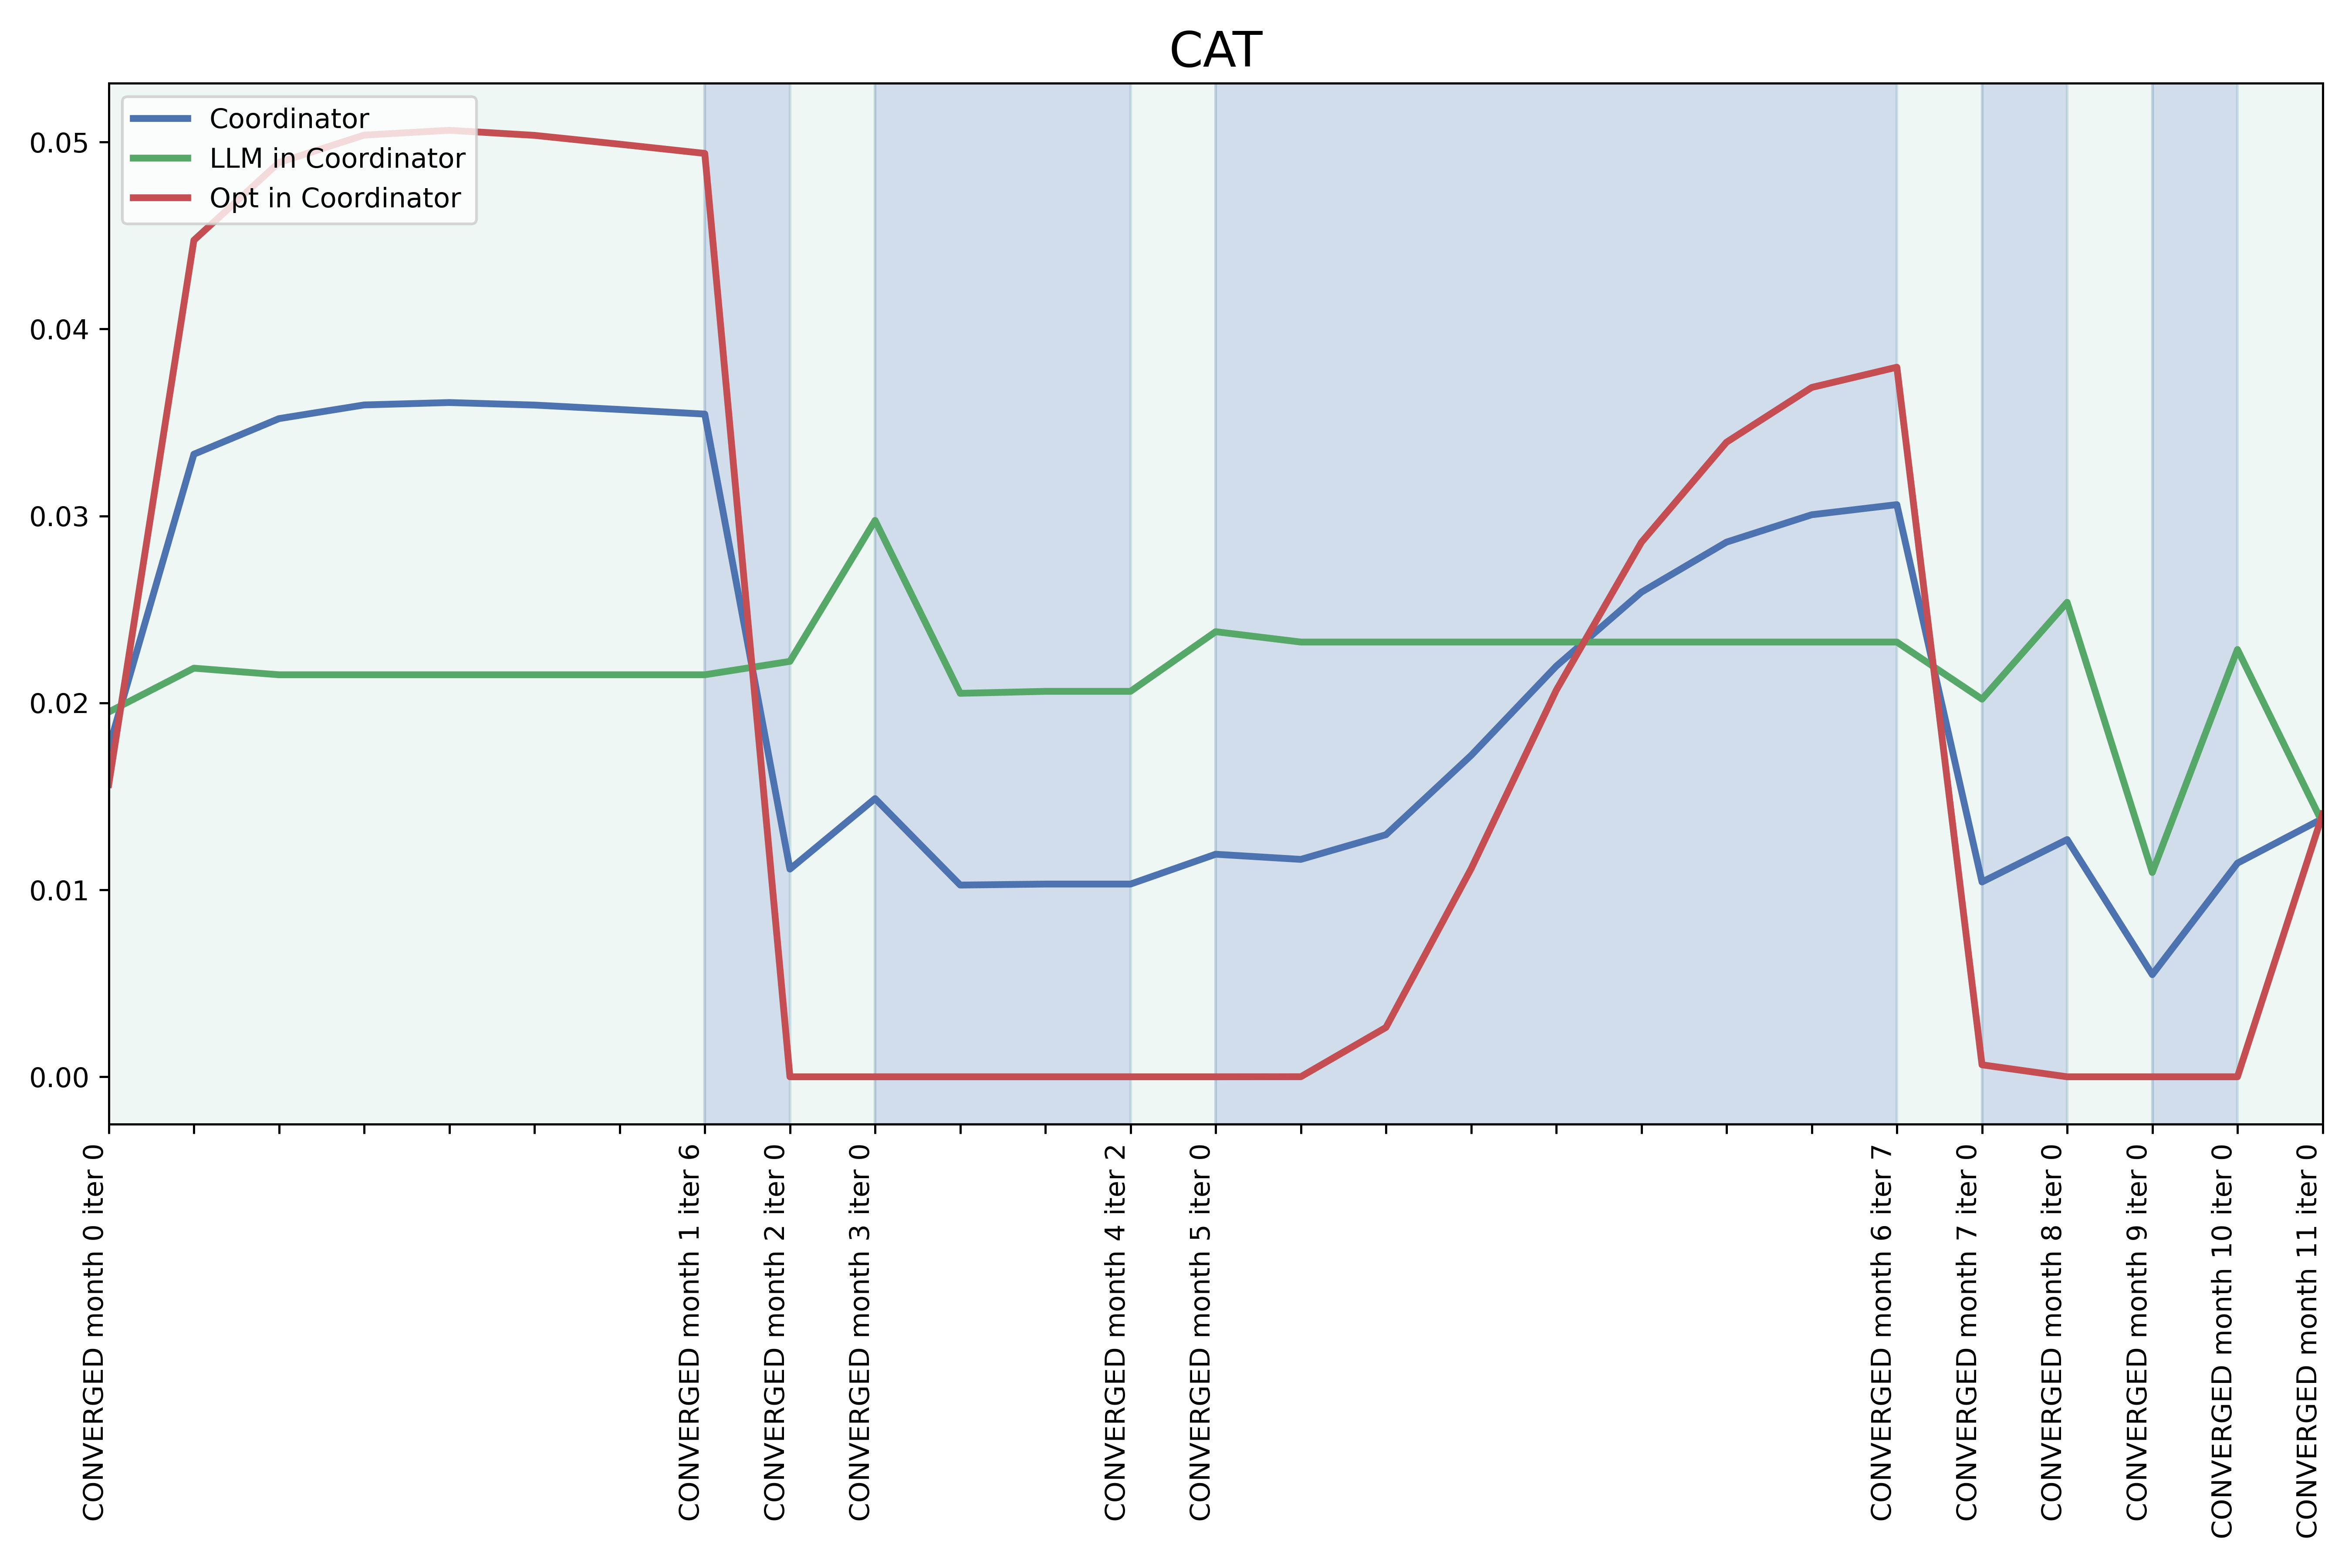 CAT
Coordinator
LLM in Coordinator
Opt in Coordinator
0.05
0.04
0.03
0.02
0.01
0.00
CONVERGED month 0 iter 0
CONVERGED month 1 iter 6
CONVERGED month 2 iter 0
CONVERGED month 3 iter 0
CONVERGED month 4 iter 2
CONVERGED month 5 iter 0
CONVERGED month 6 iter 7
CONVERGED month 7 iter 0
CONVERGED month 8 iter 0
CONVERGED month 9 iter 0
CONVERGED month 10 iter 0
CONVERGED month 11 iter 0